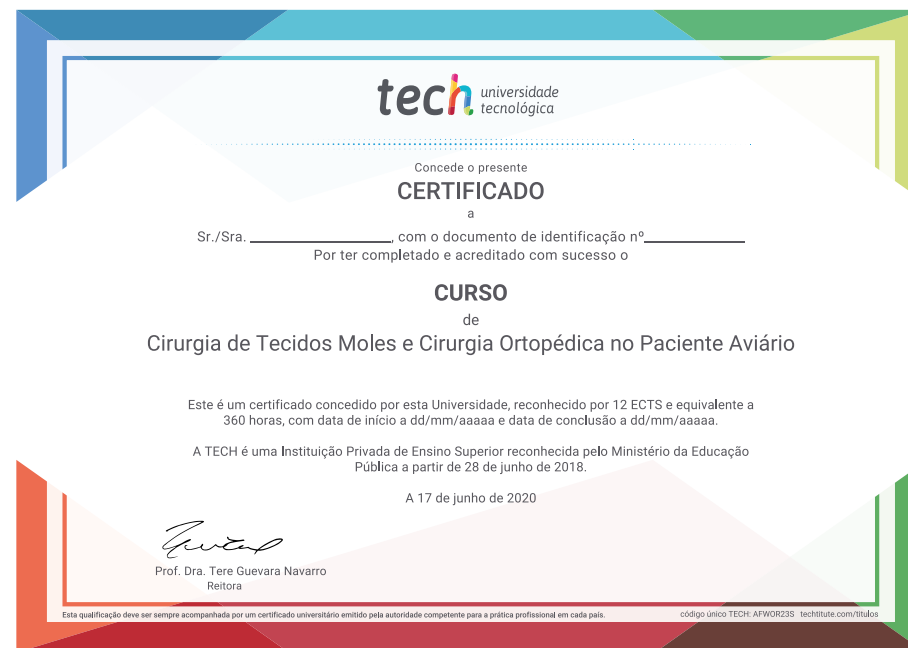 tech universidade
tecnológica
Concede o presente
CERTIFICADO
a
Sr./Sra. ____________________, com o documento de identificação nº______________
Por ter completado e acreditado com sucesso o
CURSO
de
Cirurgia de Tecidos Moles e Cirurgia Ortopédica no Paciente Aviário
Este é um certificado concedido por esta Universidade, reconhecido por 12 ECTS e equivalente a
360 horas, com data de início a dd/mm/aaaaa e data de conclusão a dd/mm/aaaaa.
A TECH é uma Instituição Privada de Ensino Superior reconhecida pelo Ministério da Educação
Pública a partir de 28 de junho de 2018.
A 17 de junho de 2020
Prof. Dra. Tere Guevara Navarro
Reitora
Esta qualificação deve ser sempre acompanhada por um certificado universitário emitido pela autoridade competente para a prática profissional em cada país.
código único TECH: AFWOR23S techtitute.com/titulos